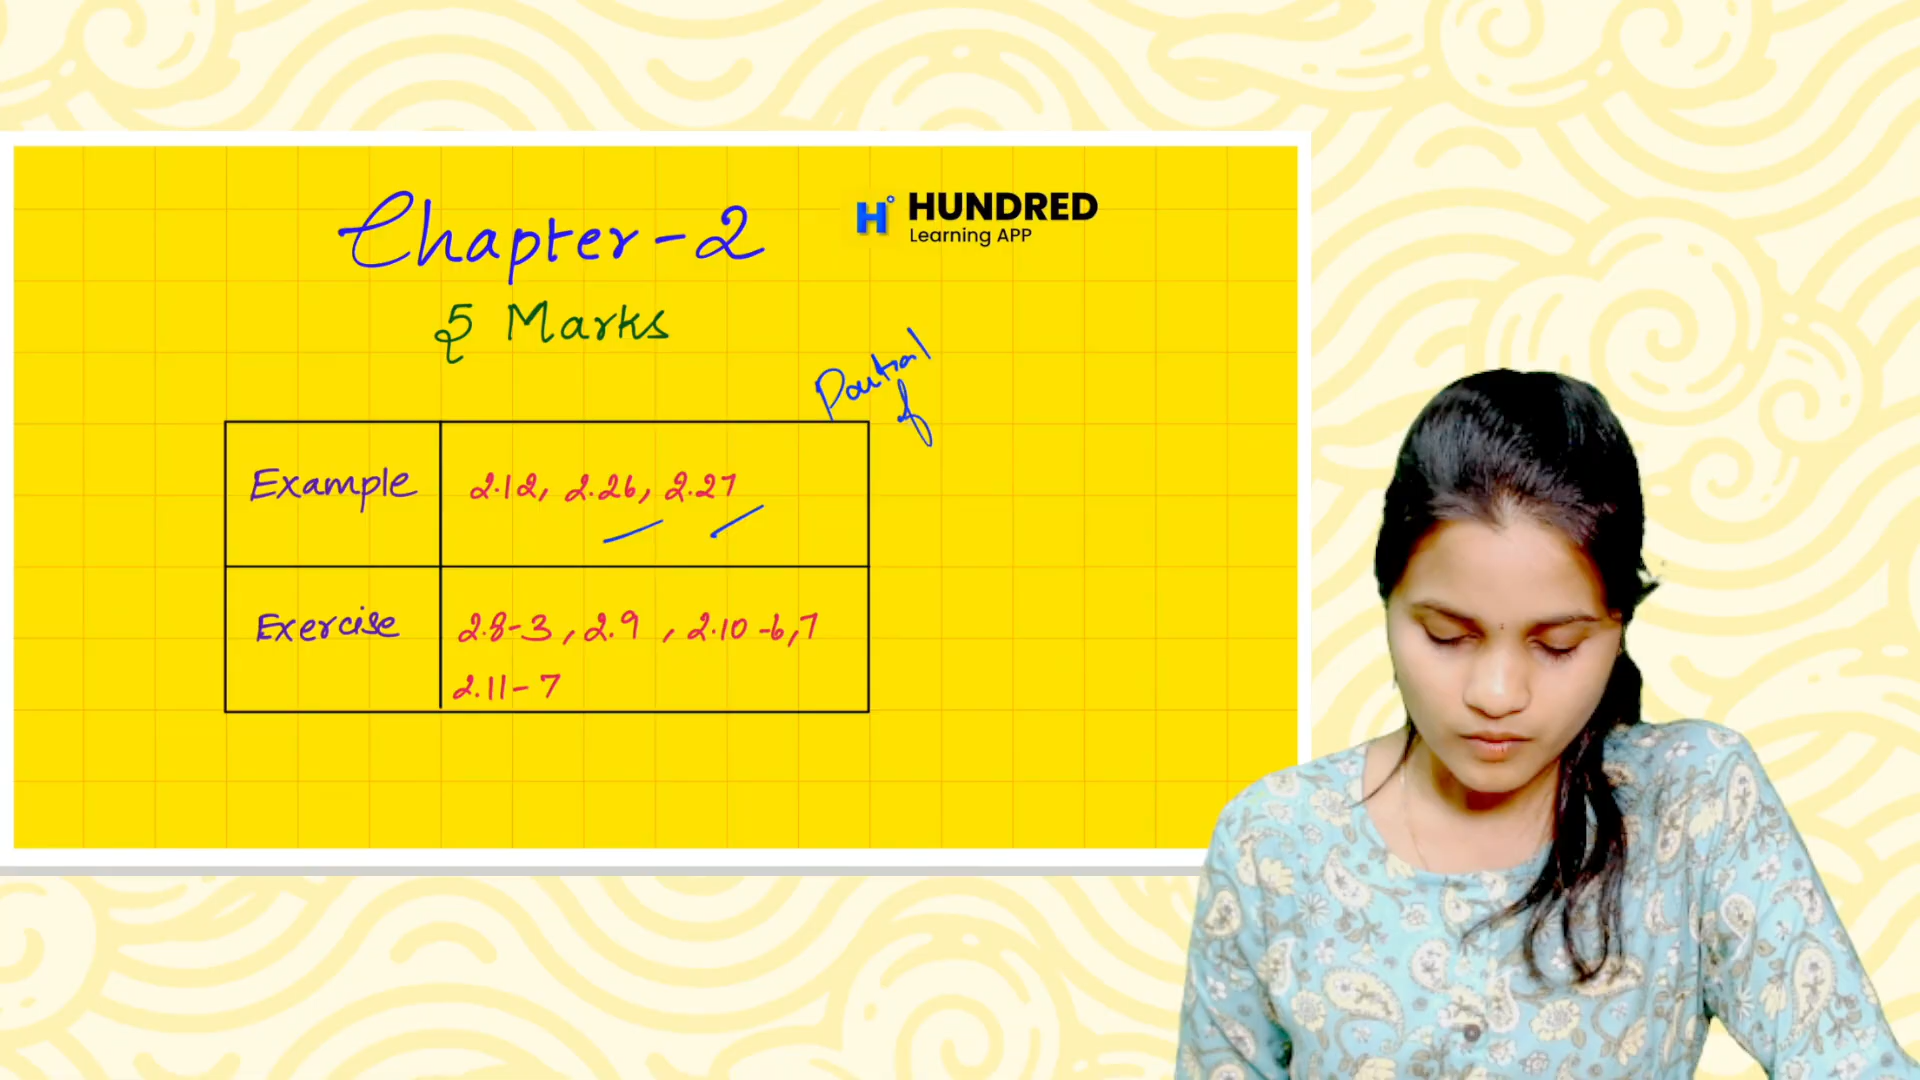 Chapter-2
H HUNDRED
Learning APP
5 Marks
Partial
f
Example 2.12, 2.26, 2.27
Exercise 2.8-3, 2.9 , 2.10-6,7
2.11-7